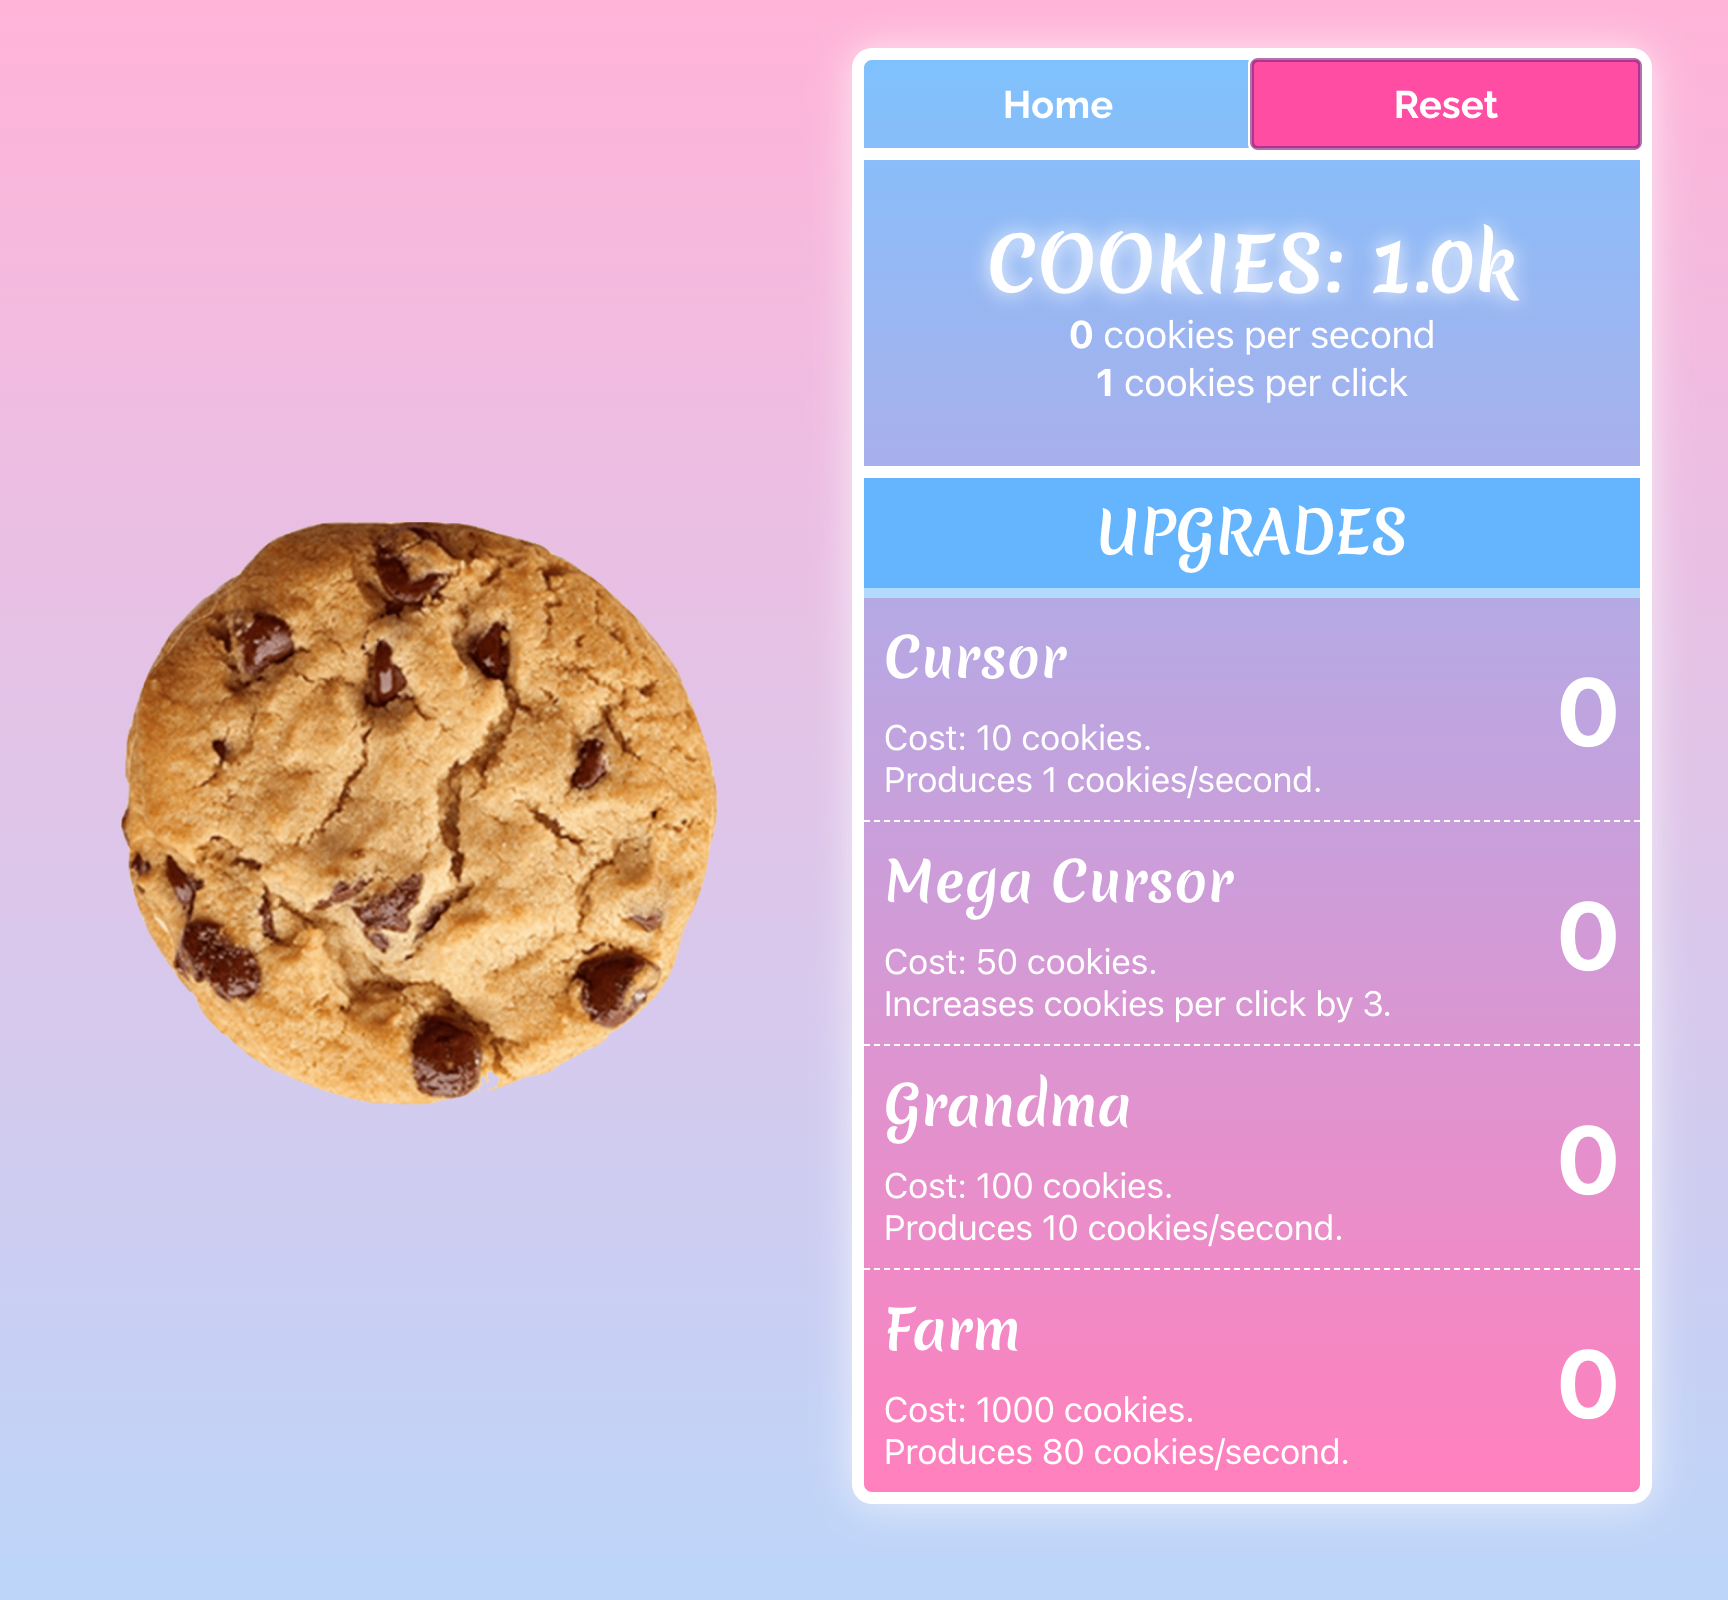 Home
Reset
COOKIES: 1.0k
0 cookies per second
1 cookies per click
UPGRADES
Cursor
0
Cost: 10 cookies.
Produces 1 cookies/second.
Mega Cursor
0
Cost: 50 cookies.
Increases cookies per click by 3.
Grandma
0
Cost: 100 cookies.
Produces 10 cookies/second.
Farm
0
Cost: 1000 cookies.
Produces 80 cookies/second.